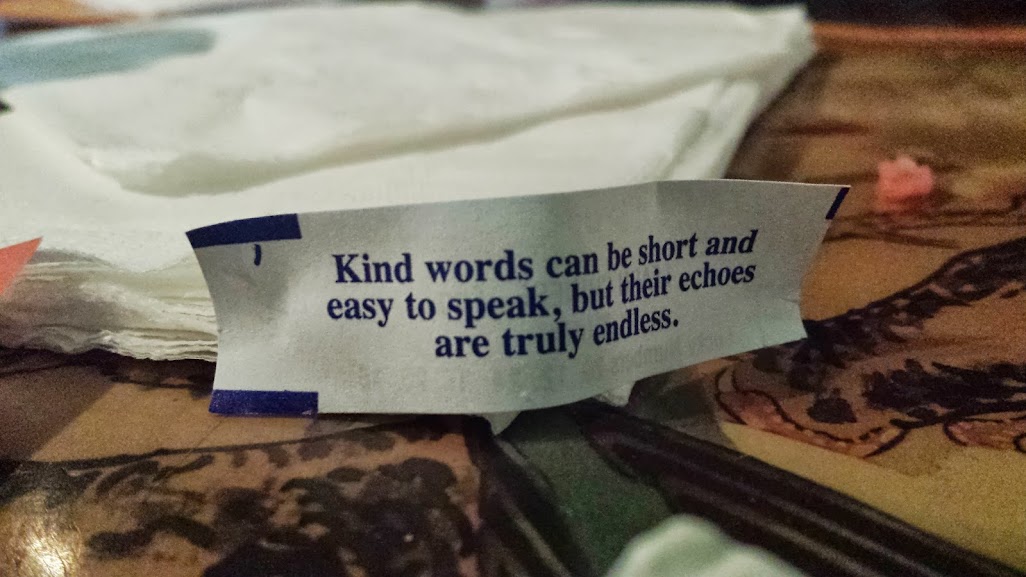 Kind words can be short and
easy to speak, but their echoes
are truly endless.